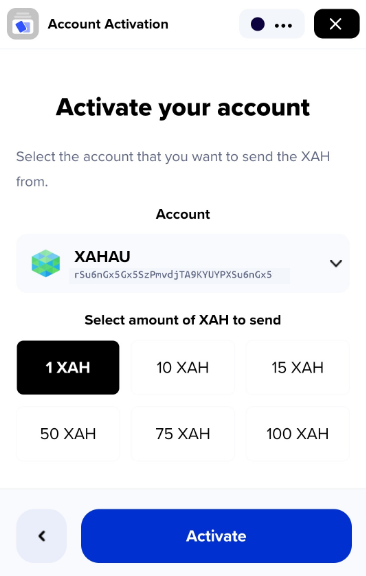 Account Activation
Activate your account
Select the account that you want to send the XAH
from.
Account
XAHAU
rSu6nGx5Gx5SzPmvdjTA9KYUYPXSu6nGx5
Select amount of XAH to send
1 XAH
10 XAH
15 XAH
50 XAH
75 XAH
100 XAH
Activate